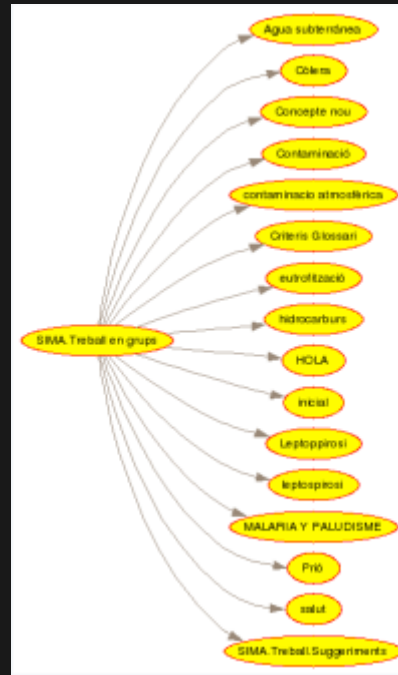 Agua subterránea
Còlera
Concepte nou
Contaminació
contaminacio atmosfèrica
Criteris Glossari
eutrofització
hidrocarburs
SIMA.Treball en grups
HOLA
inicial
Leptoppirosi
leptospirosi
MALARIA Y PALUDISME
Prió
salut
SIMA.Treball.Suggeriments